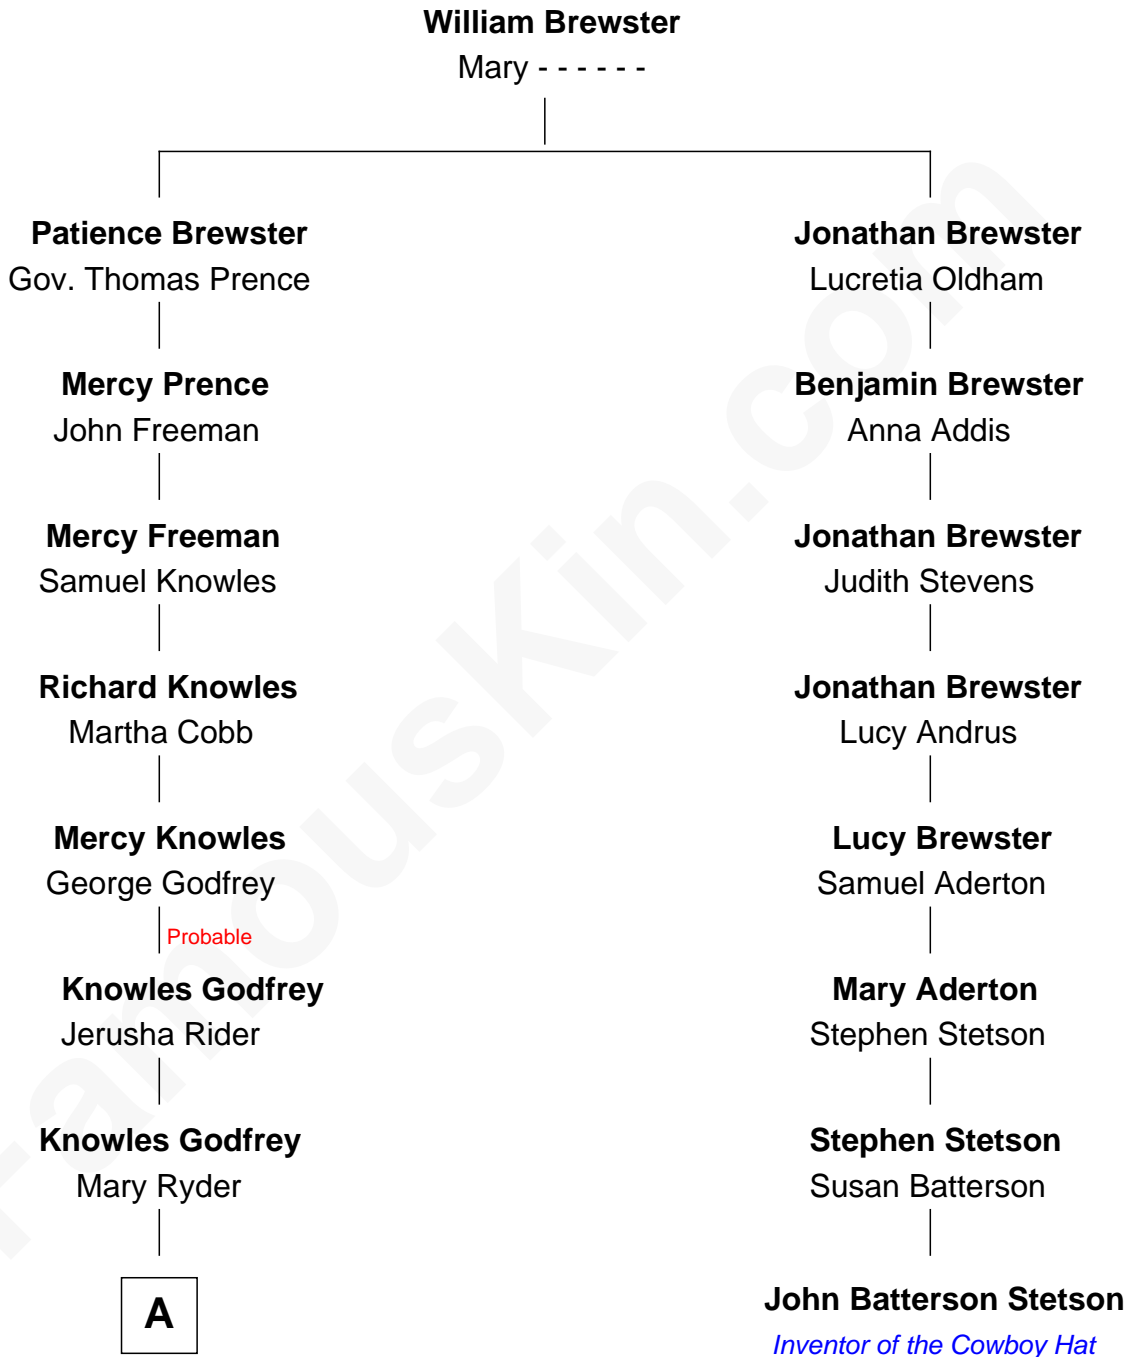 William Brewster
Mary - - - - - -
Patience Brewster
Gov. Thomas Prence
Jonathan Brewster
Lucretia Oldham
Mercy Prence
John Freeman
Benjamin Brewster
Anna Addis
Mercy Freeman
Samuel Knowles
Jonathan Brewster
Judith Stevens
Richard Knowles
Martha Cobb
Jonathan Brewster
Lucy Andrus
Mercy Knowles
George Godfrey
Probable
Lucy Brewster
Samuel Aderton
Knowles Godfrey
Jerusha Rider
Mary Aderton
Stephen Stetson
Knowles Godfrey
Mary Ryder
Stephen Stetson
Susan Batterson
A
John Batterson Stetson
Inventor of the Cowboy Hat
FamousKin.com